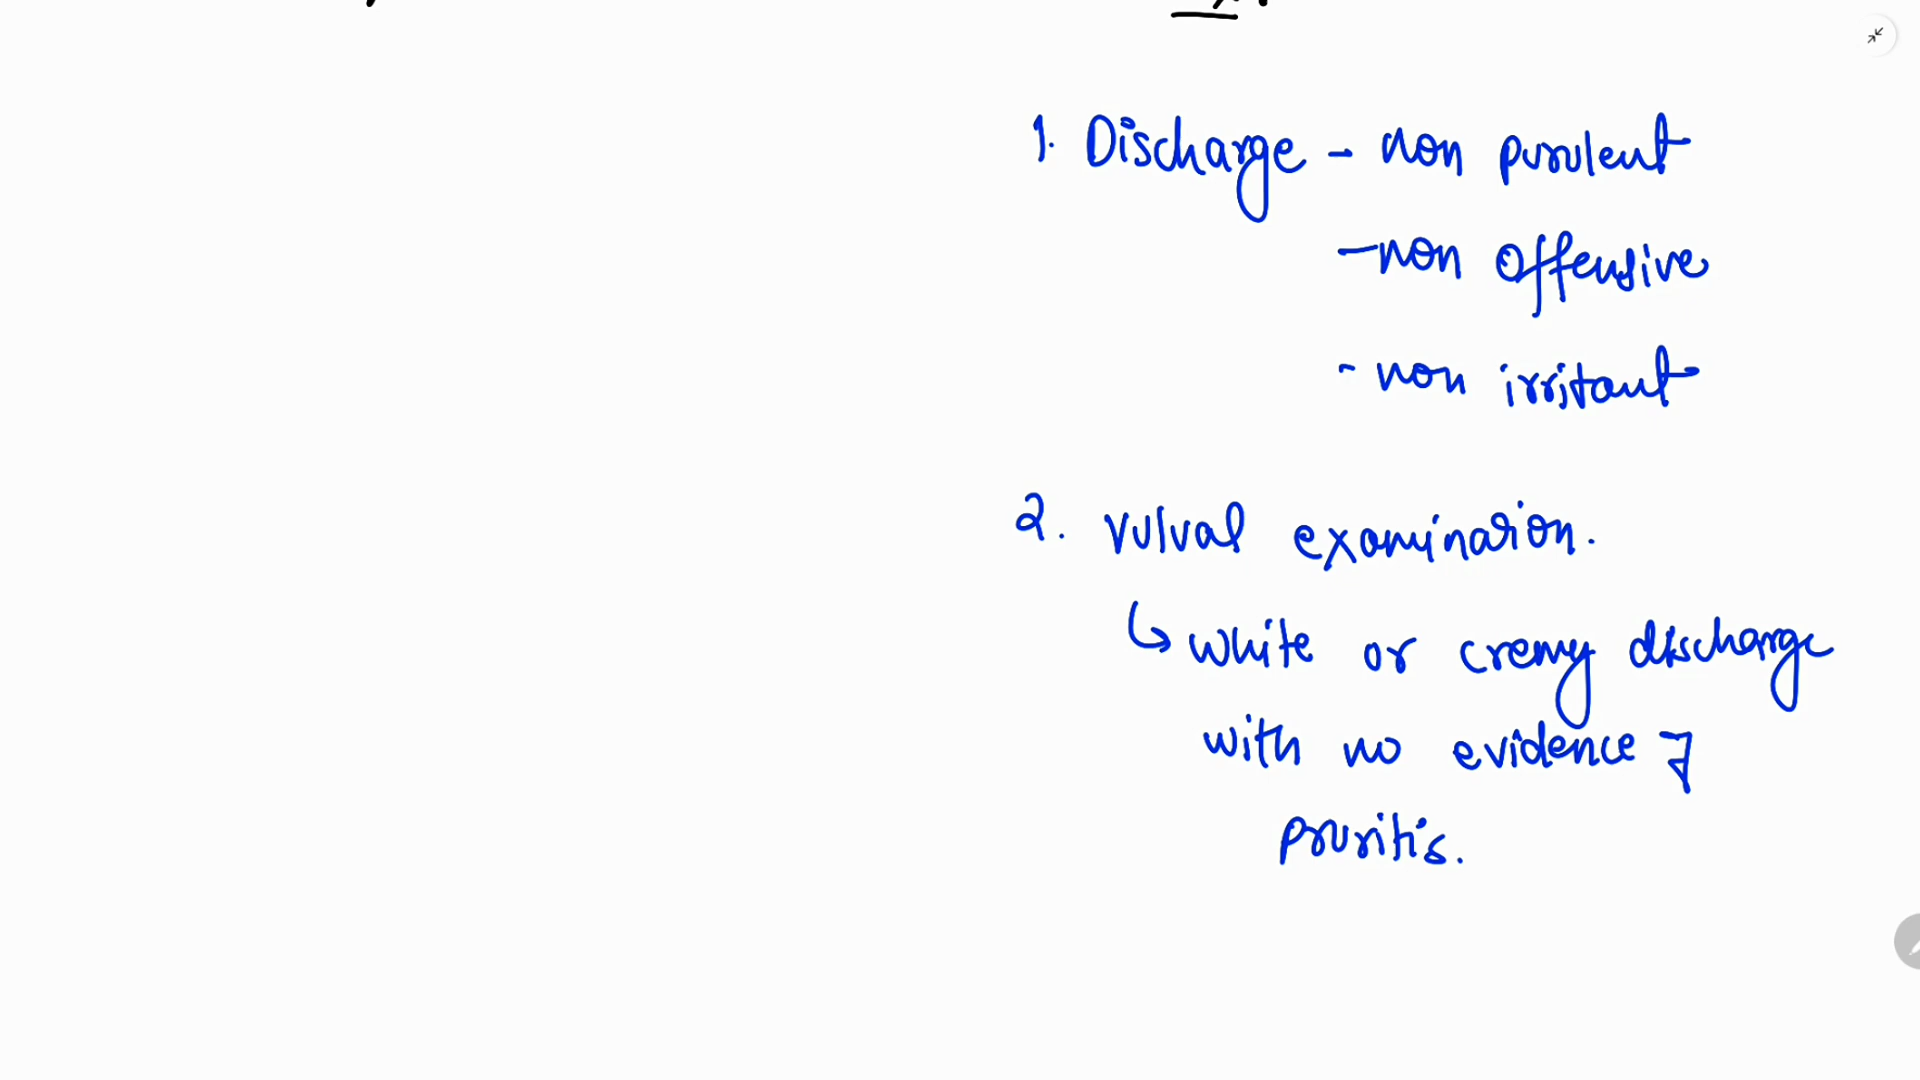 1. Discharge - non purulent
- non offensive
- non irritant
2. vulval examination.
↳ white or cremy discharge
with no evidence of
pruritis.